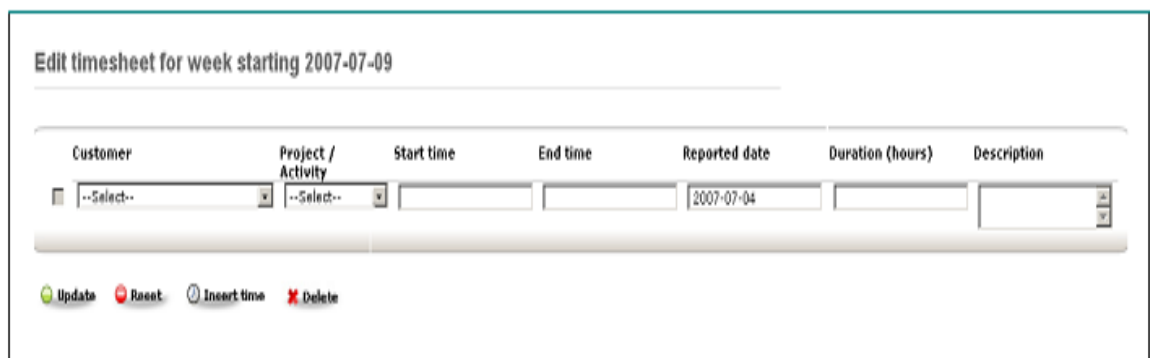 Edit timesheet for week starting 2007-07-09
Customer Project / Activity Start time End time Reported date Duration (hours) Description
--Select-- --Select-- 2007-07-04
Update Reset Insert time Delete